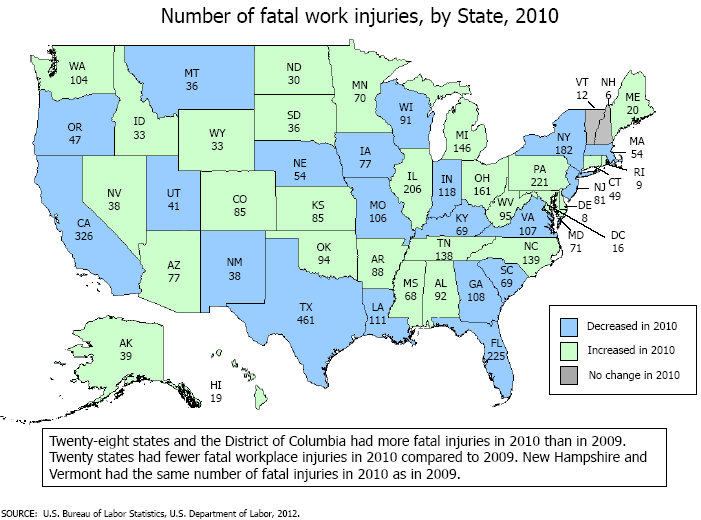 Number of fatal work injuries, by State, 2010
WA
104
MT
36
ND
30
MN
70
VT
12
NH
6
ME
20
OR
47
ID
33
WY
33
SD
36
WI
91
MI
146
NY
182
MA
54
RI
9
CT
49
NV
38
UT
41
CO
85
NE
54
IA
77
IL
206
IN
118
OH
161
PA
221
NJ
81
DE
8
MD
71
DC
16
CA
326
KS
85
MO
106
KY
69
WV
95
VA
107
AZ
77
NM
38
OK
94
AR
88
TN
138
NC
139
SC
69
TX
461
LA
111
MS
68
AL
92
GA
108
FL
225
AK
39
HI
19
Decreased in 2010
Increased in 2010
No change in 2010
Twenty-eight states and the District of Columbia had more fatal injuries in 2010 than in 2009.
Twenty states had fewer fatal workplace injuries in 2010 compared to 2009. New Hampshire and
Vermont had the same number of fatal injuries in 2010 as in 2009.
SOURCE: U.S. Bureau of Labor Statistics, U.S. Department of Labor, 2012.